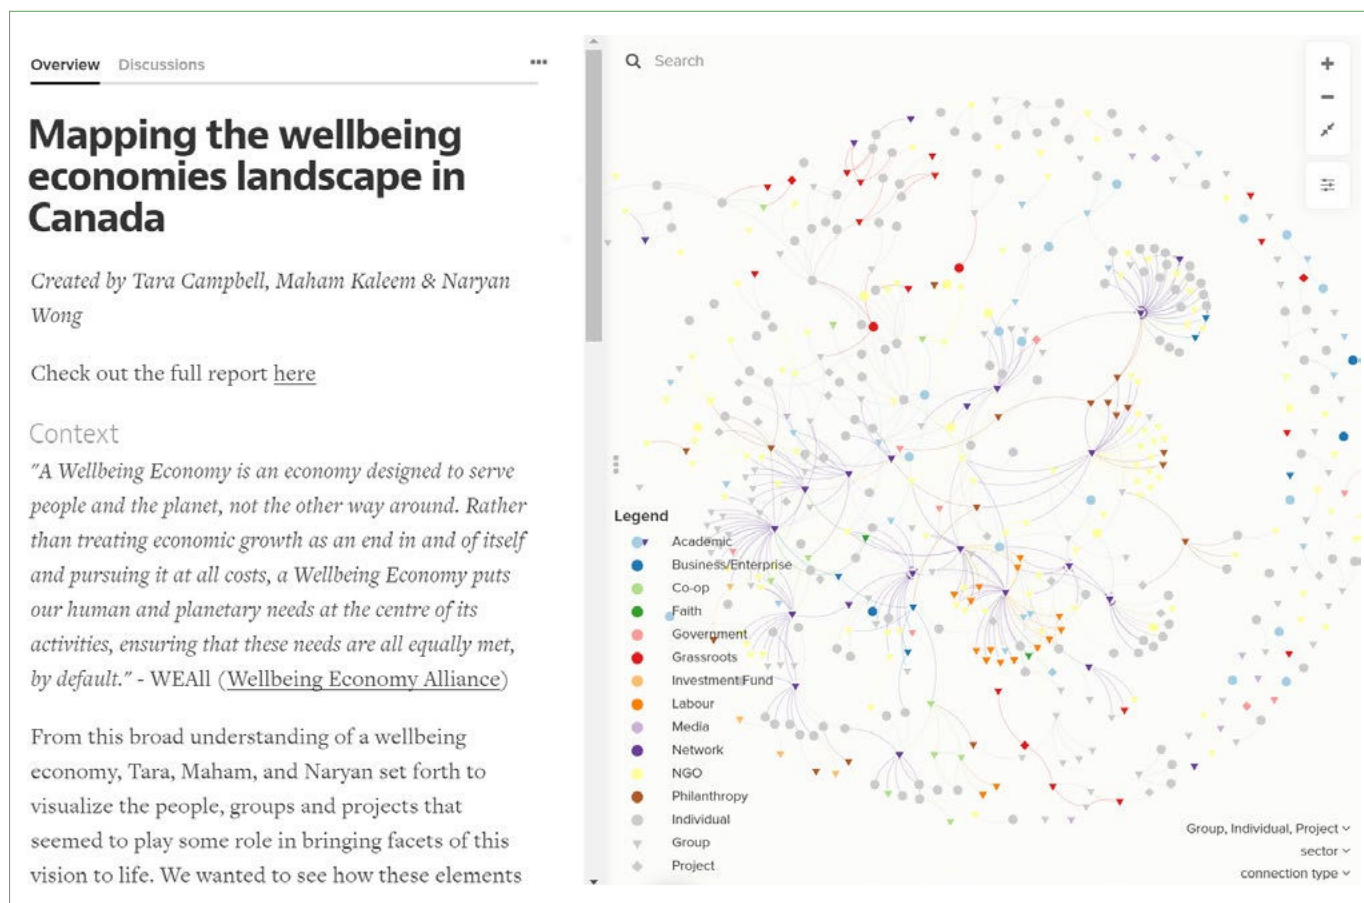 Overview Discussions
Mapping the wellbeing
economies landscape in
Canada
Created by Tara Campbell, Maham Kaleem & Naryan
Wong
Check out the full report here
Context
"A Wellbeing Economy is an economy designed to serve
people and the planet, not the other way around. Rather
than treating economic growth as an end in and of itself
and pursuing it at all costs, a Wellbeing Economy puts
our human and planetary needs at the centre of its
activities, ensuring that these needs are all equally met,
by default." - WEAll (Wellbeing Economy Alliance)
From this broad understanding of a wellbeing
economy, Tara, Maham, and Naryan set forth to
visualize the people, groups and projects that
seemed to play some role in bringing facets of this
vision to life. We wanted to see how these elements
Search
Legend
Academic
Business/Enterprise
Co-op
Faith
Government
Grassroots
Investment Fund
Labour
Media
Network
NGO
Philanthropy
Individual
Group
Project
Group, Individual, Project
sector
connection type